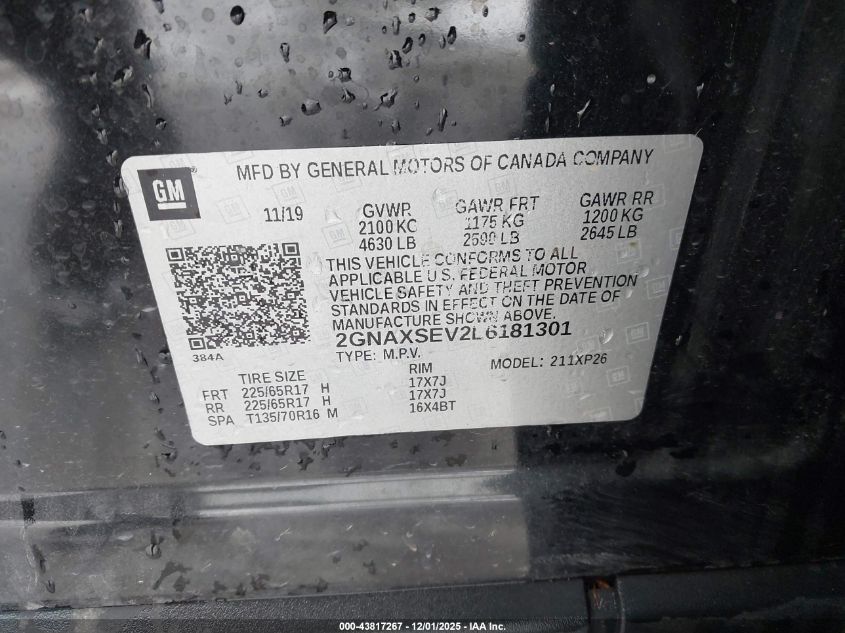 GM
MFD BY GENERAL MOTORS OF CANADA COMPANY
11/19 GVWR GAWR FRT GAWR RR
2100 KG 1175 KG 1200 KG
4630 LB 2590 LB 2645 LB
THIS VEHICLE CONFORMS TO ALL
APPLICABLE U.S. FEDERAL MOTOR
VEHICLE SAFETY AND THEFT PREVENTION
STANDARDS IN EFFECT ON THE DATE OF
MANUFACTURE SHOWN ABOVE.
384A
2GNAXSEV2L6181301
TYPE: M.P.V. MODEL: 211XP26
TIRE SIZE RIM
FRT 225/65R17 H 17X7J
RR 225/65R17 H 17X7J
SPA T135/70R16 M 16X4BT
000-43817267 - 12/01/2025 - IAA Inc.